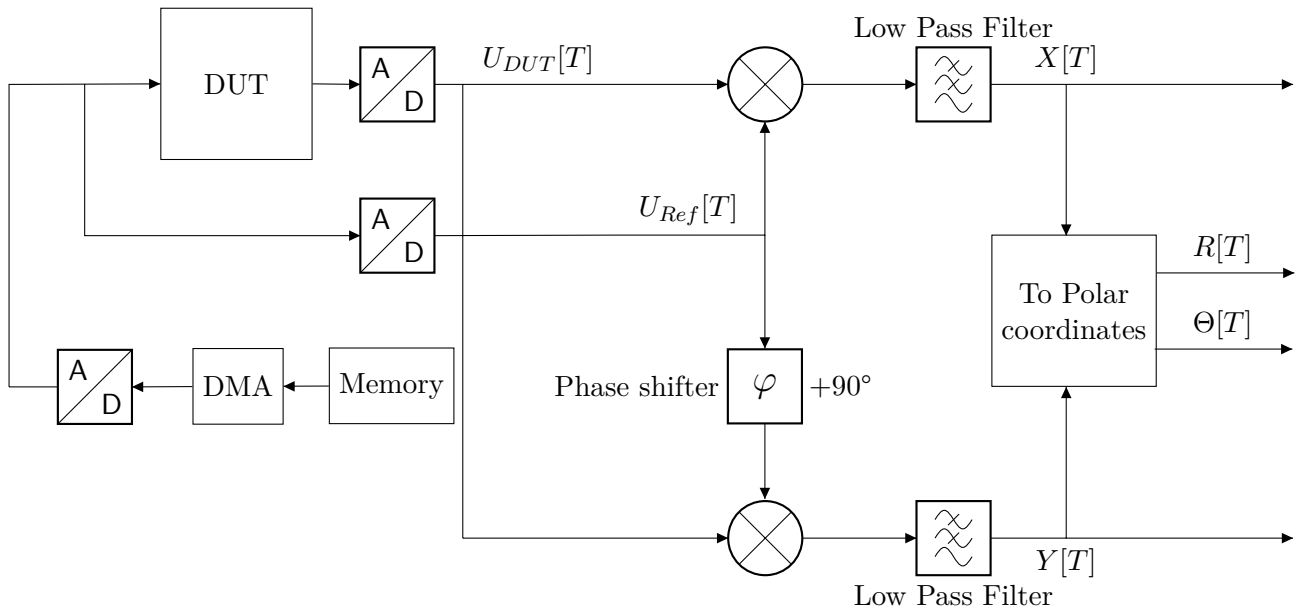 Low Pass Filter
A
D
DUT
U_{DUT}[T]
X[T]
A
D
U_{Ref}[T]
R[T]
To Polar
coordinates
Θ[T]
A
D
DMA
Memory
Phase shifter
φ
+90°
Y[T]
Low Pass Filter